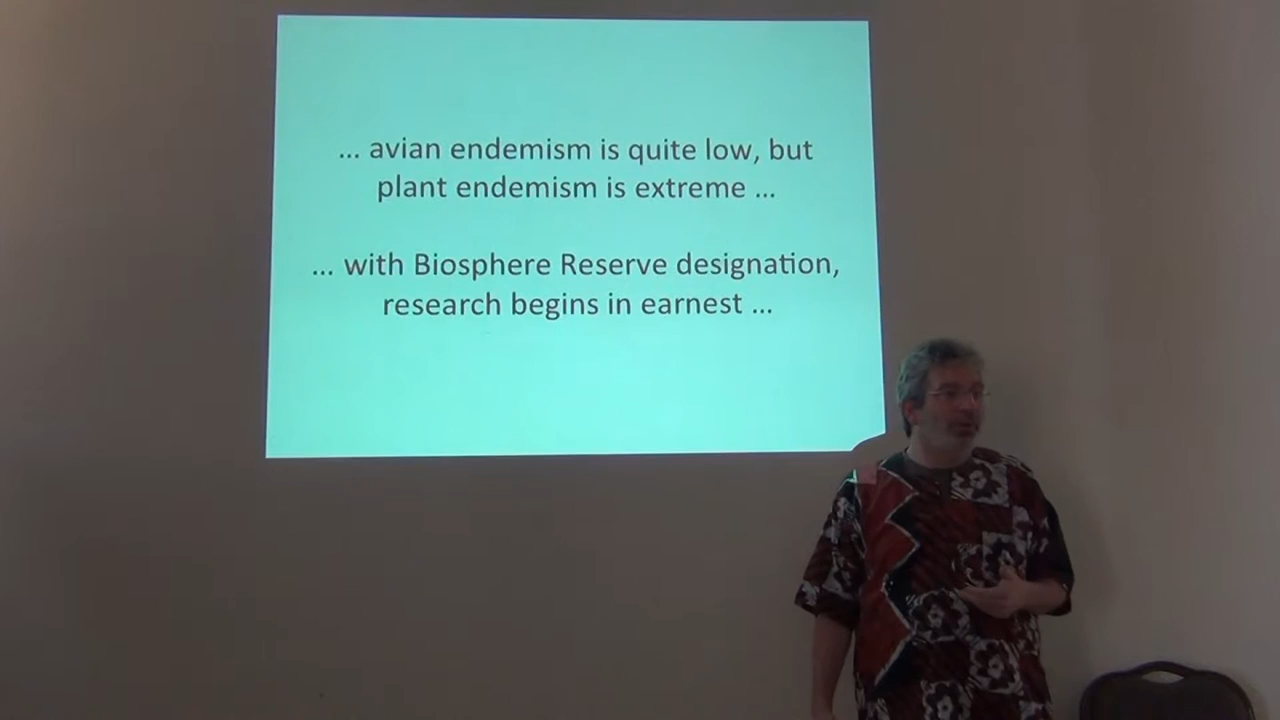 ... avian endemism is quite low, but
plant endemism is extreme ...
... with Biosphere Reserve designation,
research begins in earnest ...